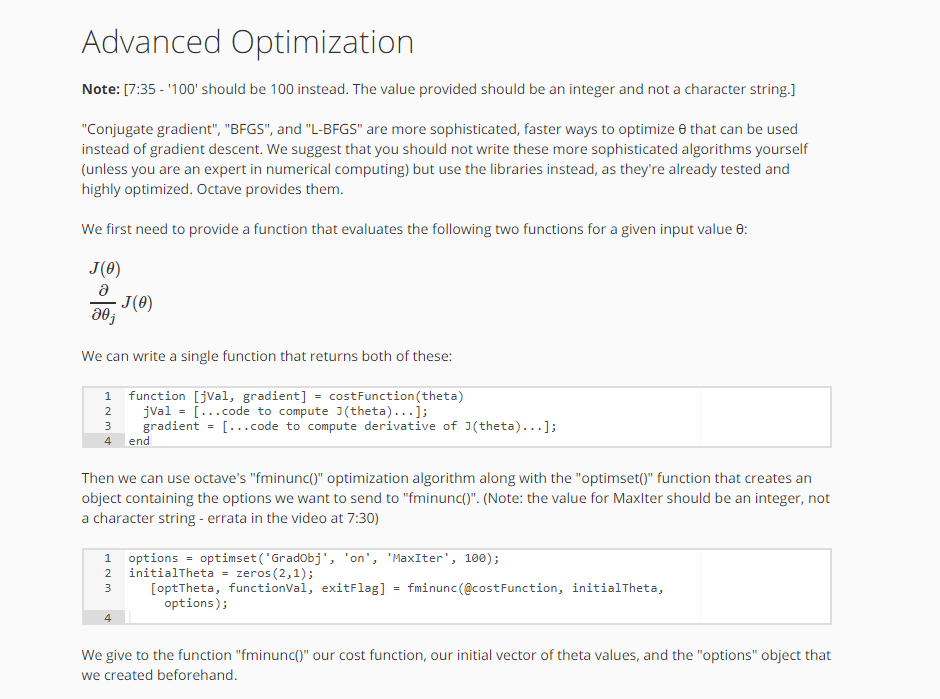 Advanced Optimization
Note: [7:35 - '100' should be 100 instead. The value provided should be an integer and not a character string.]
"Conjugate gradient", "BFGS", and "L-BFGS" are more sophisticated, faster ways to optimize θ that can be used
instead of gradient descent. We suggest that you should not write these more sophisticated algorithms yourself
(unless you are an expert in numerical computing) but use the libraries instead, as they're already tested and
highly optimized. Octave provides them.
We first need to provide a function that evaluates the following two functions for a given input value θ:
J(θ)
∂
∂θj J(θ)
We can write a single function that returns both of these:
1 function [jVal, gradient] = costFunction(theta)
2   jVal = [...code to compute J(theta)...];
3   gradient = [...code to compute derivative of J(theta)...];
4 end
Then we can use octave's "fminunc()" optimization algorithm along with the "optimset()" function that creates an
object containing the options we want to send to "fminunc()". (Note: the value for MaxIter should be an integer, not
a character string - errata in the video at 7:30)
1 options = optimset('GradObj', 'on', 'MaxIter', 100);
2 initialTheta = zeros(2,1);
3    [optTheta, functionVal, exitFlag] = fminunc(@costFunction, initialTheta,
     options);
4
We give to the function "fminunc()" our cost function, our initial vector of theta values, and the "options" object that
we created beforehand.